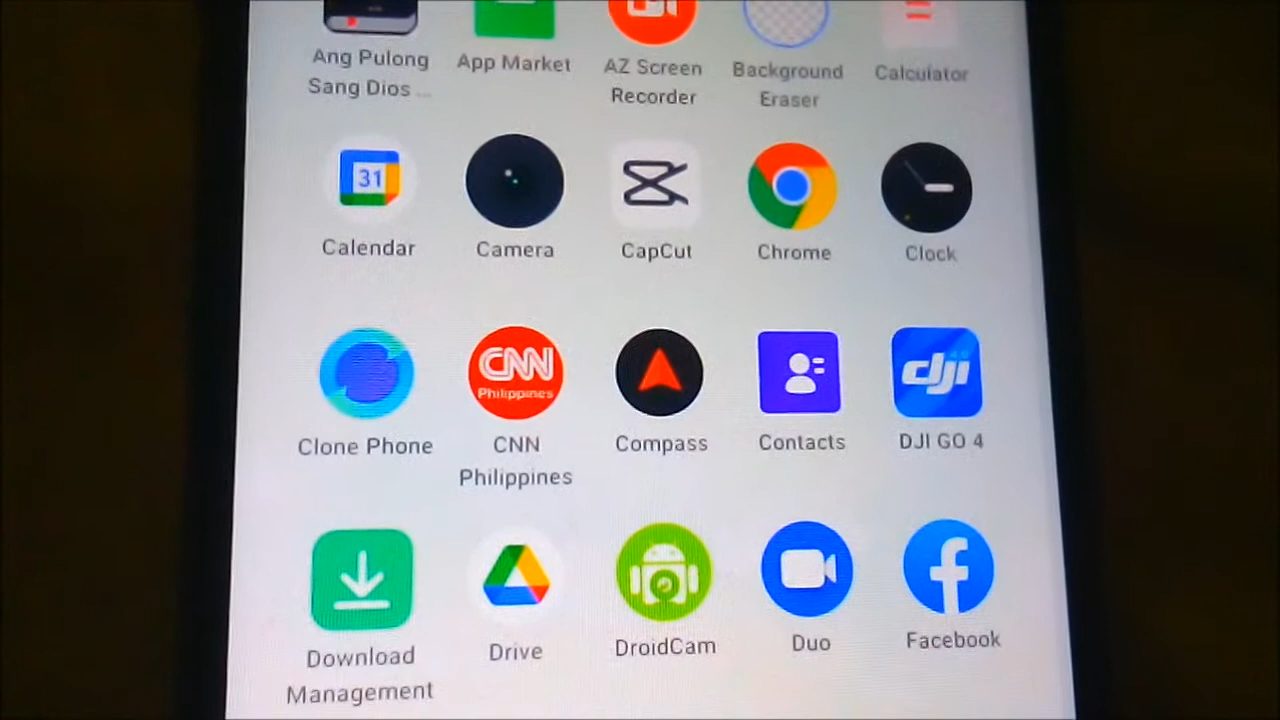 Ang Pulong
Sang Dios ...
App Market
AZ Screen
Recorder
Background
Eraser
Calculator
31
Calendar
Camera
CapCut
Chrome
Clock
Clone Phone
CNN
Philippines
CNN
Philippines
Compass
Contacts
dji
DJI GO 4
Download
Management
Drive
DroidCam
Duo
f
Facebook